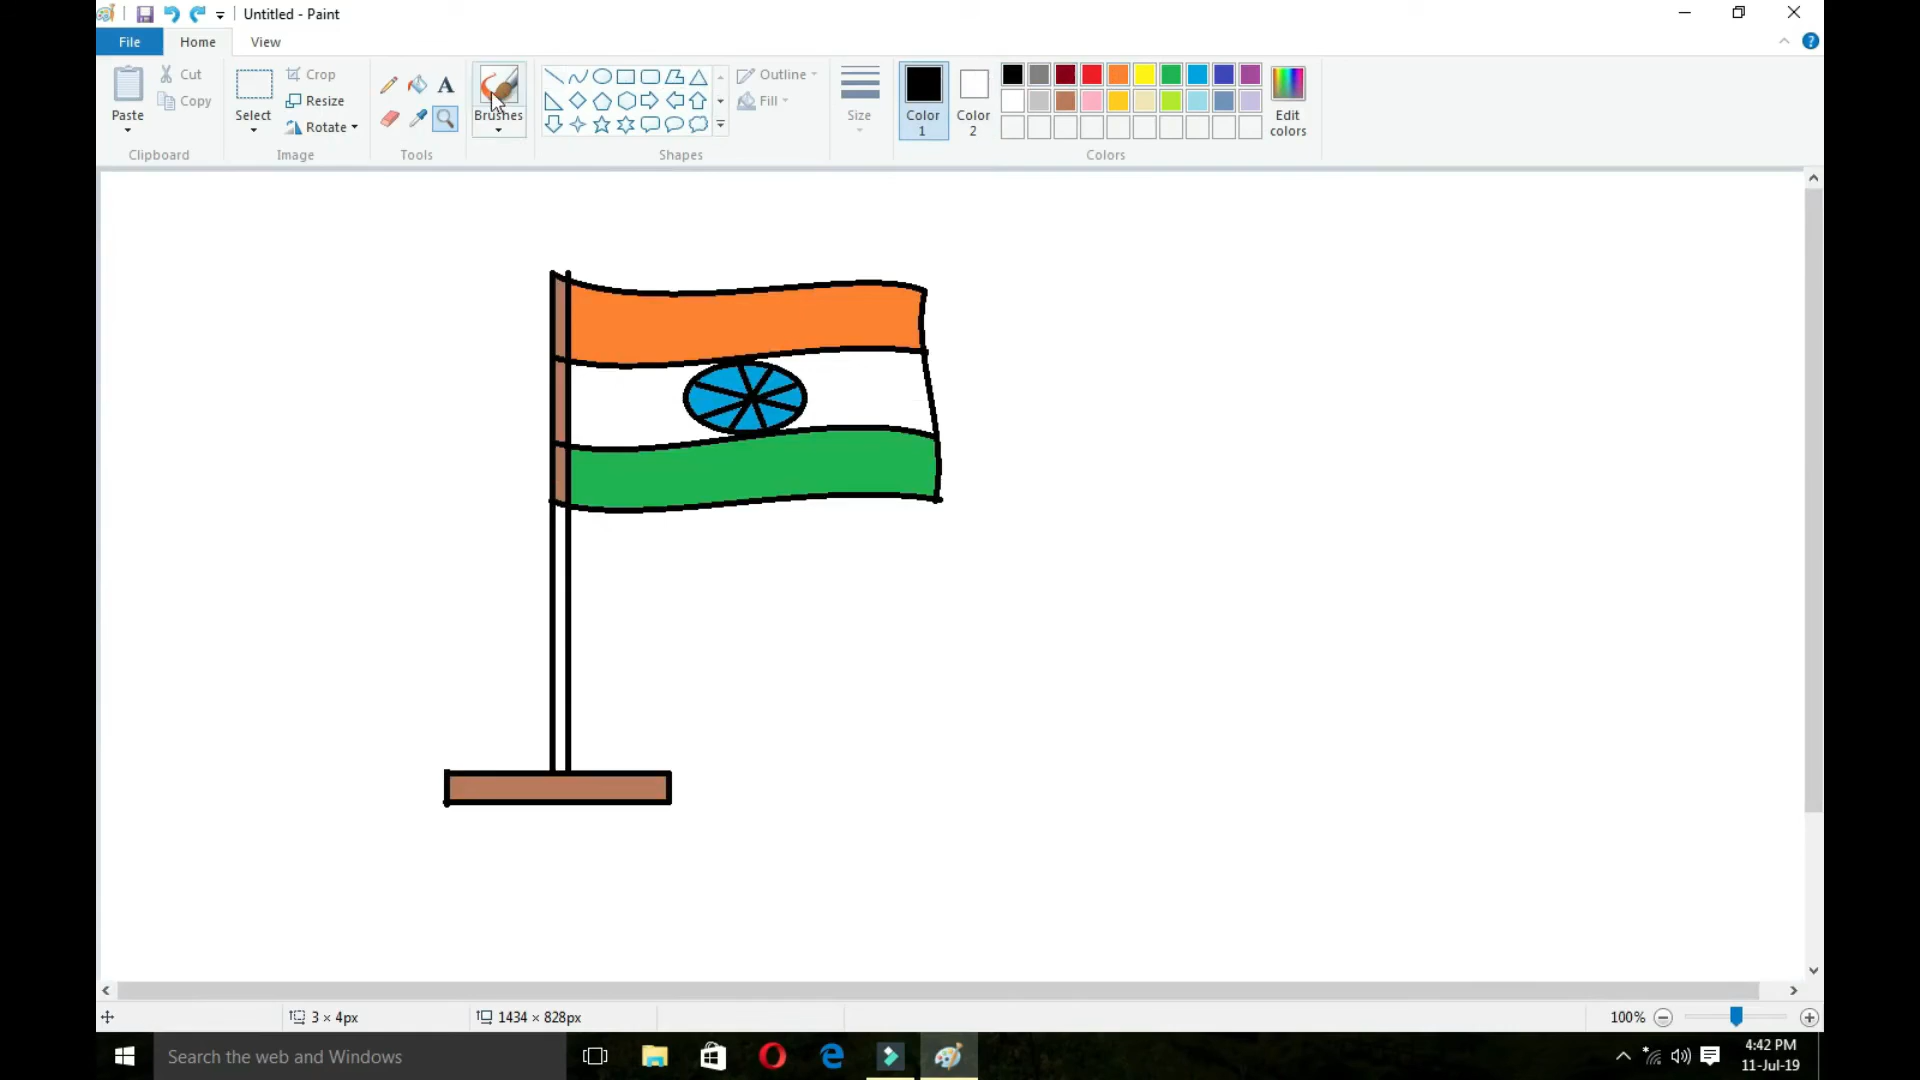 Untitled - Paint
File Home View
Paste
Cut
Copy
Clipboard
Select
Crop
Resize
Rotate
Image
A
Tools
Brushes
Shapes
Outline
Fill
Size
Color
1
Color
2
Edit
colors
Colors
3 × 4px
1434 × 828px
100%
Search the web and Windows
4:42 PM
11-Jul-19